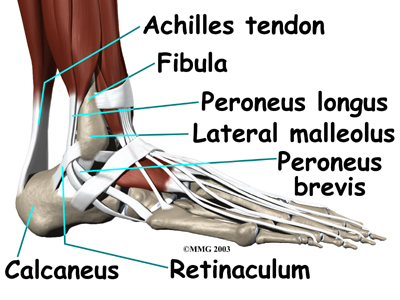 Achilles tendon
Fibula
Peroneus longus
Lateral malleolus
Peroneus
brevis
©MMG 2003
Calcaneus
Retinaculum